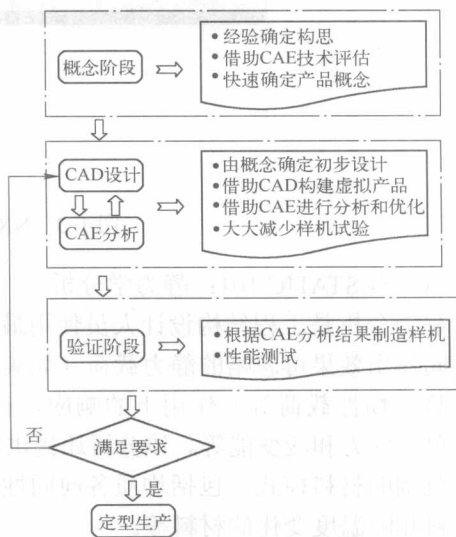 概念阶段
• 经验确定构思
• 借助CAE技术评估
• 快速确定产品概念
CAD设计
CAE分析
• 由概念确定初步设计
• 借助CAD构建虚拟产品
• 借助CAE进行分析和优化
• 大大减少样机试验
验证阶段
• 根据CAE分析结果制造样机
• 性能测试
否
满足要求
是
定型生产